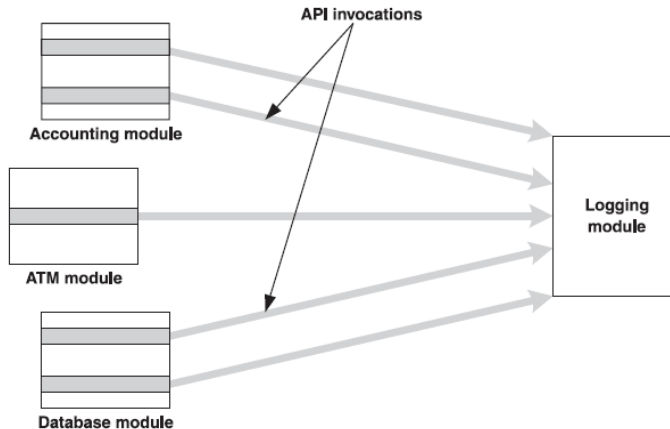 API invocations
Accounting module
Logging
module
ATM module
Database module